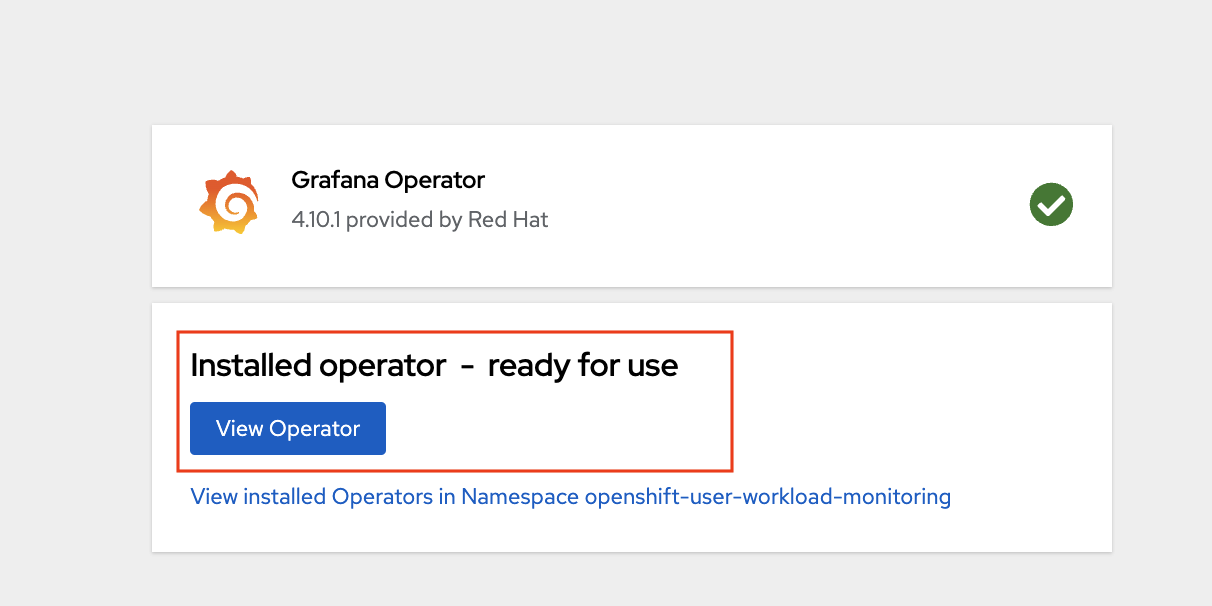 Grafana Operator
4.10.1 provided by Red Hat
Installed operator - ready for use
View Operator
View installed Operators in Namespace openshift-user-workload-monitoring